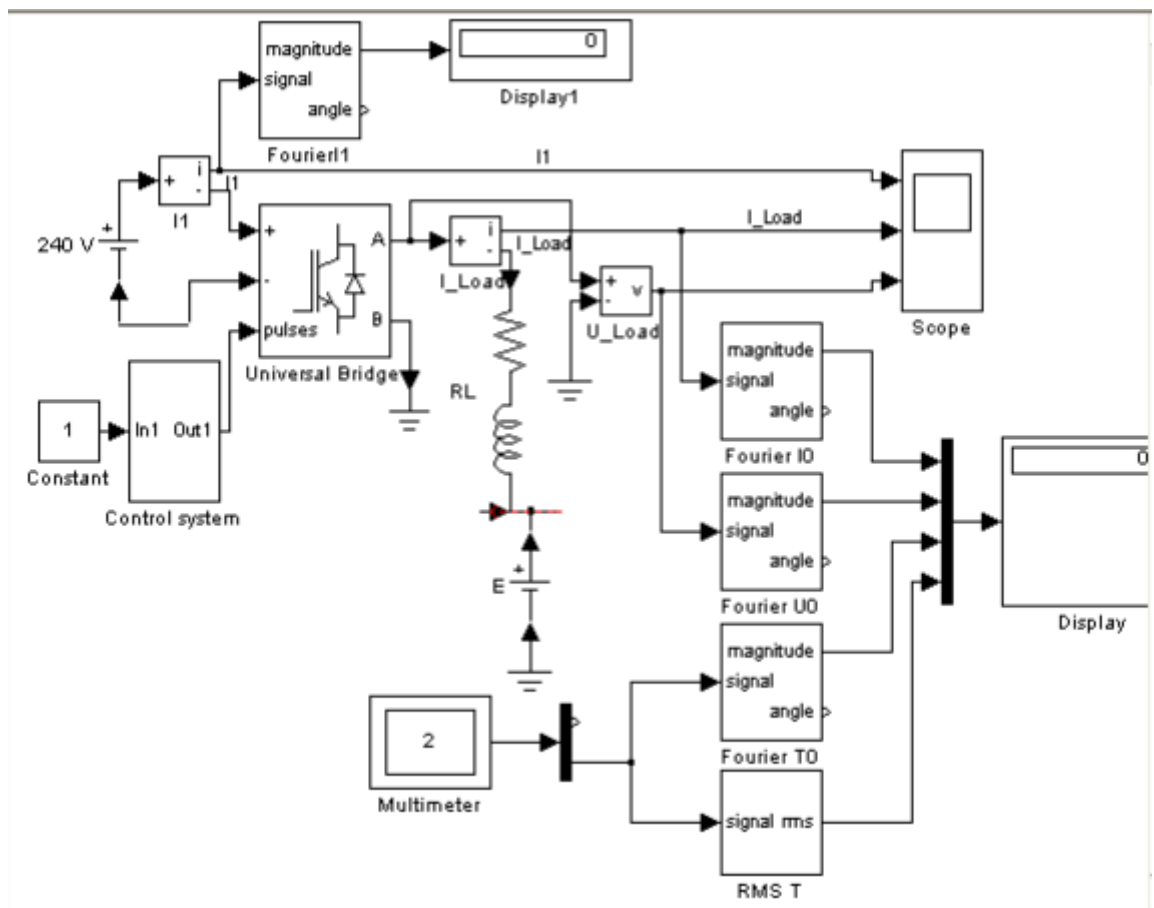 magnitude
signal
angle
FourierI1
0
Display1
i
+
-
I1
I1
I1
240 V
+
+
-
pulses
A
B
Universal Bridge
+
i
-
I_Load
I_Load
I_Load
+
-
v
U_Load
Scope
1
Constant
In1 Out1
Control system
RL
+
E
magnitude
signal
angle
Fourier I0
magnitude
signal
angle
Fourier U0
magnitude
signal
angle
Fourier T0
signal rms
RMS T
2
Multimeter
0
Display